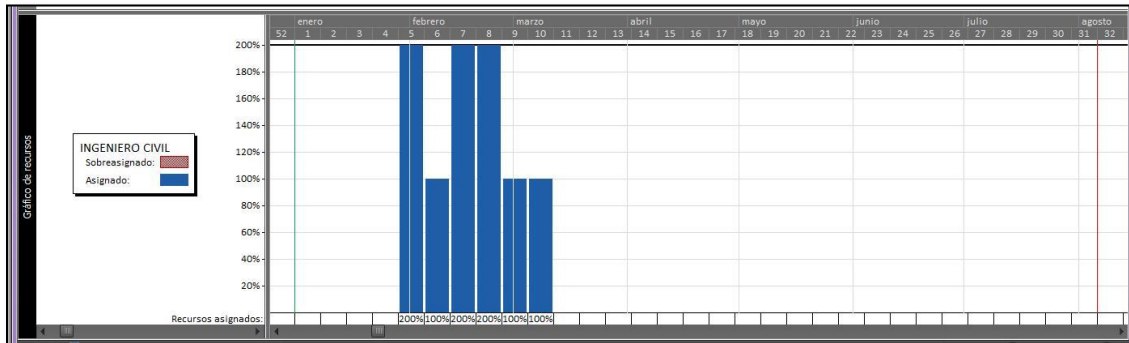 enero febrero marzo abril mayo junio julio agosto
52 1 2 3 4 5 6 7 8 9 10 11 12 13 14 15 16 17 18 19 20 21 22 23 24 25 26 27 28 29 30 31 32
Gráfico de recursos
INGENIERO CIVIL
Sobreasignado:
Asignado:
200%
180%
160%
140%
120%
100%
80%
60%
40%
20%
Recursos asignados: 200% 100% 200% 200% 100% 100%